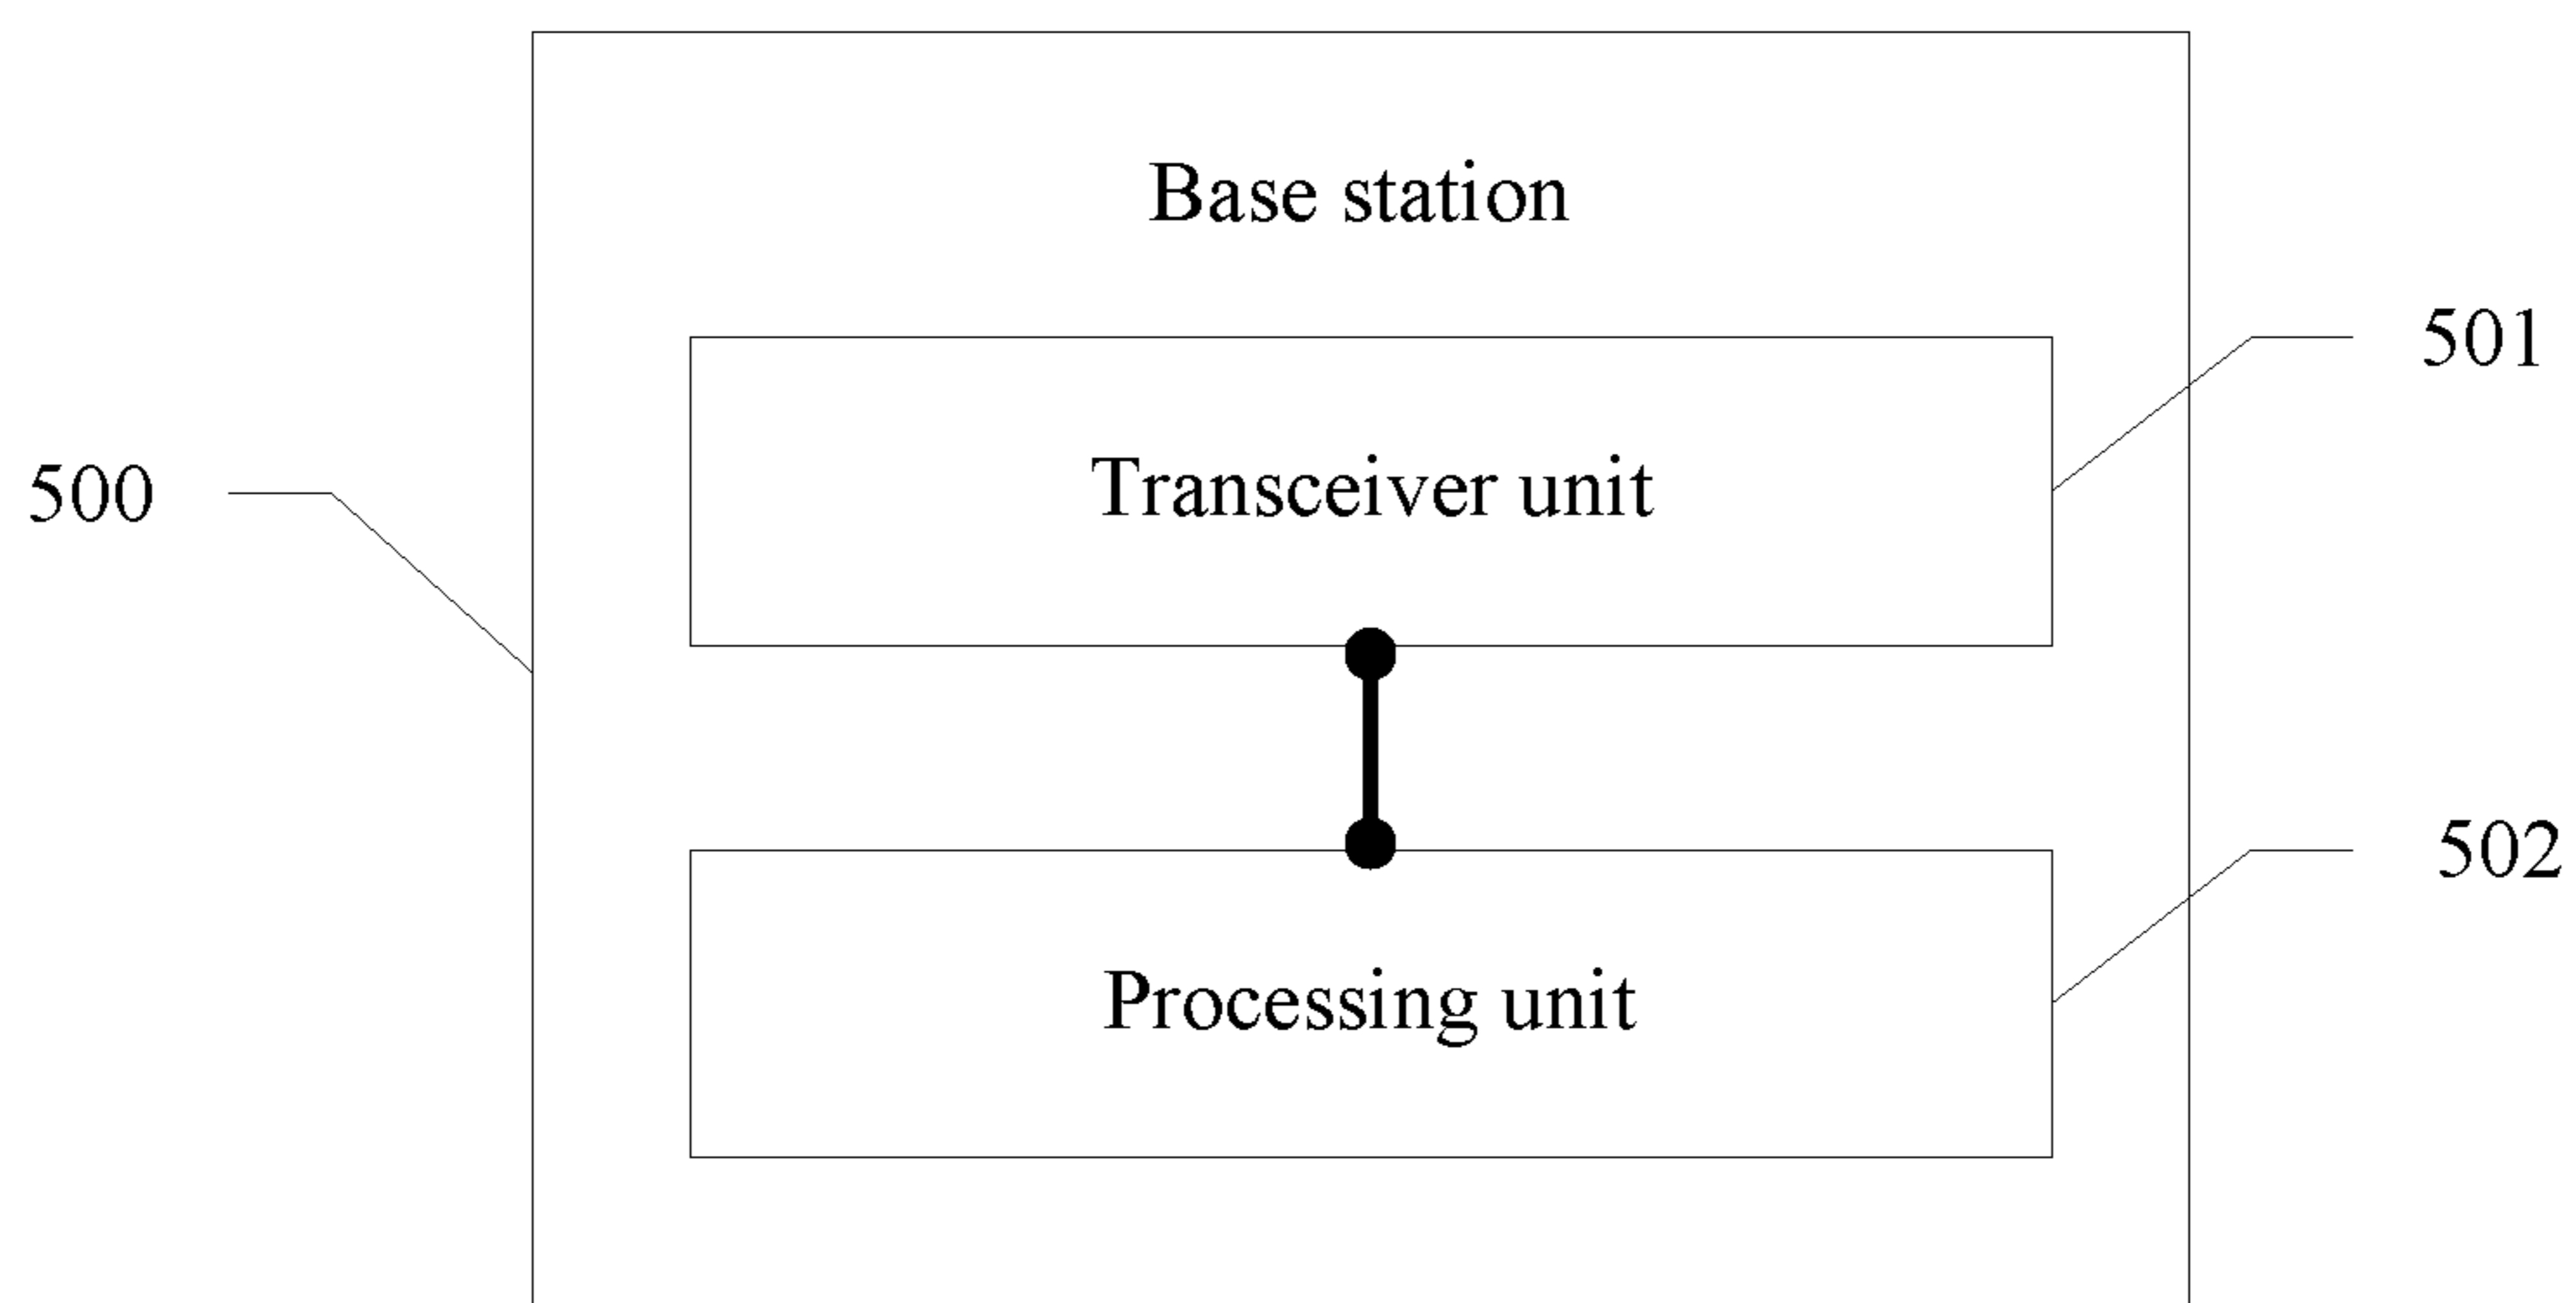 Base station
501
Transceiver unit
500
502
Processing unit